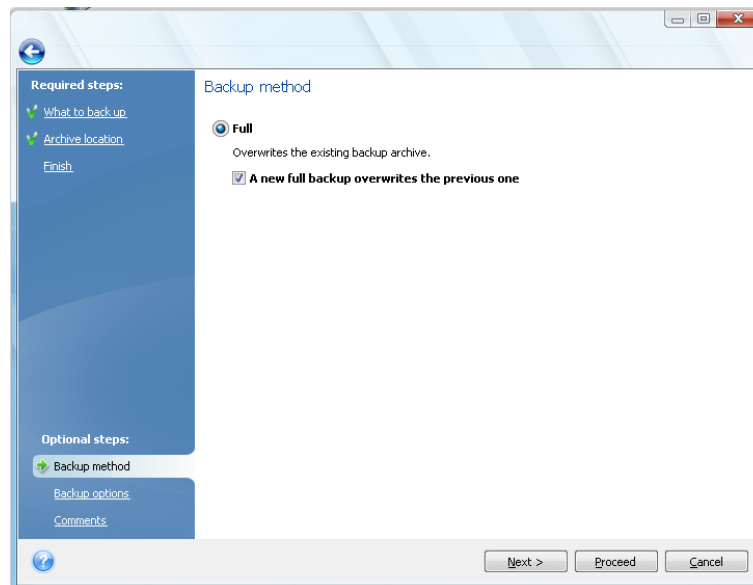 Required steps:
What to back up
Archive location
Finish
Backup method
Full
Overwrites the existing backup archive.
A new full backup overwrites the previous one
Optional steps:
Backup method
Backup options
Comments
Next >
Proceed
Cancel